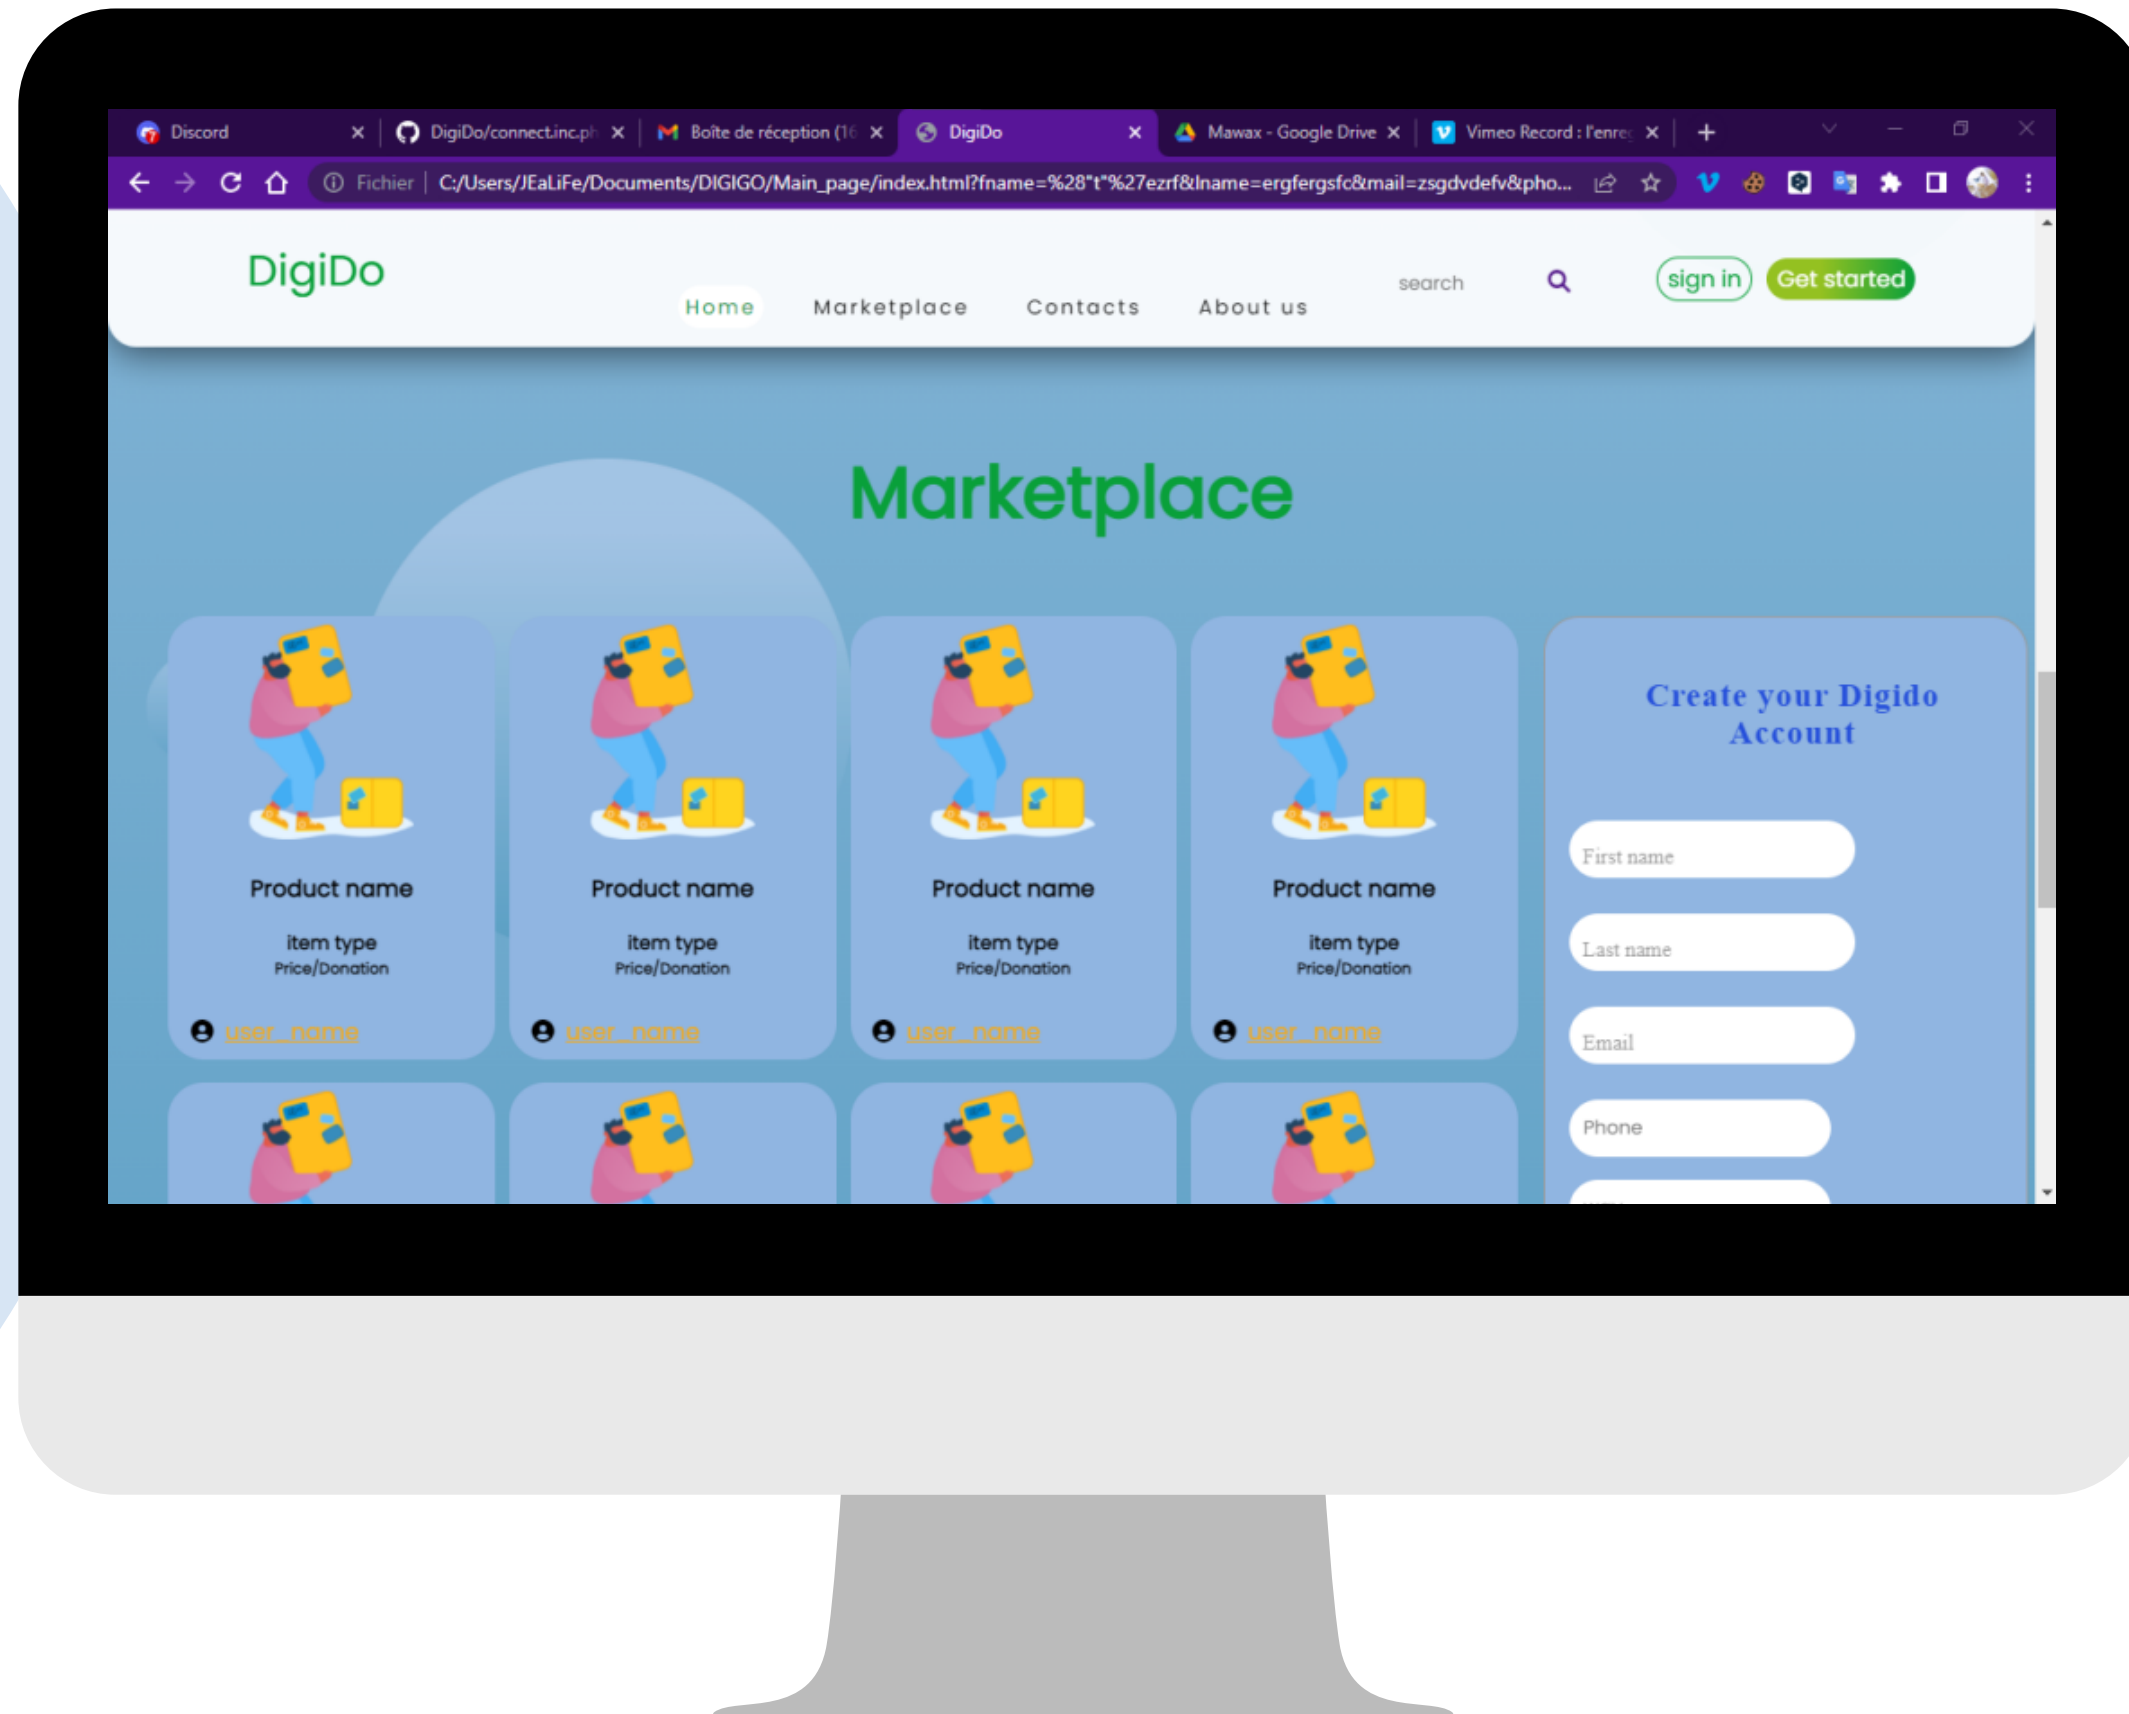 Discord
DigiDo/connect.inc.ph
Boîte de réception (16
DigiDo
Mawax - Google Drive
Vimeo Record : l'enreg
Fichier
C:/Users/JEaLiFe/Documents/DIGIGO/Main_page/index.html?fname=%28"t"%27ezrf&lname=ergfergsfc&mail=zsgdvdefv&pho...
DigiDo
Home
Marketplace
Contacts
About us
search
sign in
Get started
Marketplace
Product name
item type
Price/Donation
user_name
Product name
item type
Price/Donation
user_name
Product name
item type
Price/Donation
user_name
Product name
item type
Price/Donation
user_name
Create your Digido
Account
First name
Last name
Email
Phone